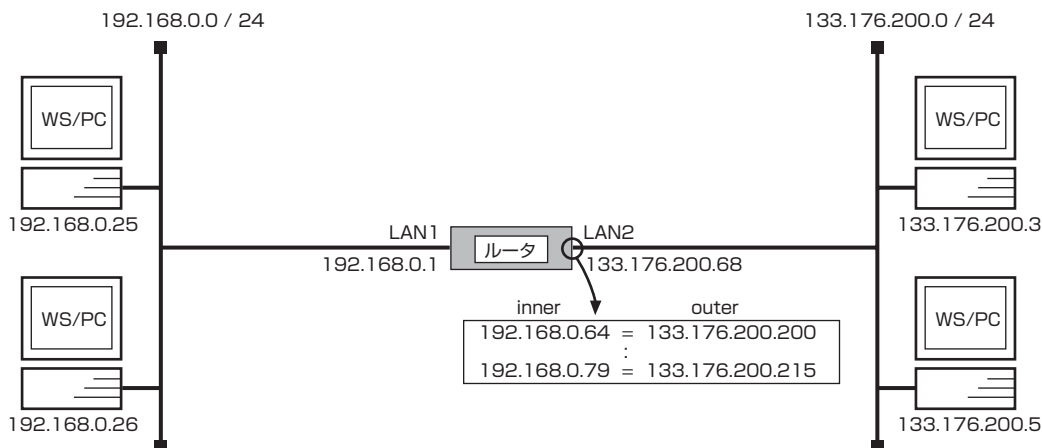 192.168.0.0 / 24
133.176.200.0 / 24
WS/PC
WS/PC
192.168.0.25
133.176.200.3
LAN1
LAN2
ルータ
192.168.0.1
133.176.200.68
inner
outer
192.168.0.64 = 133.176.200.200
:
192.168.0.79 = 133.176.200.215
WS/PC
WS/PC
192.168.0.26
133.176.200.5